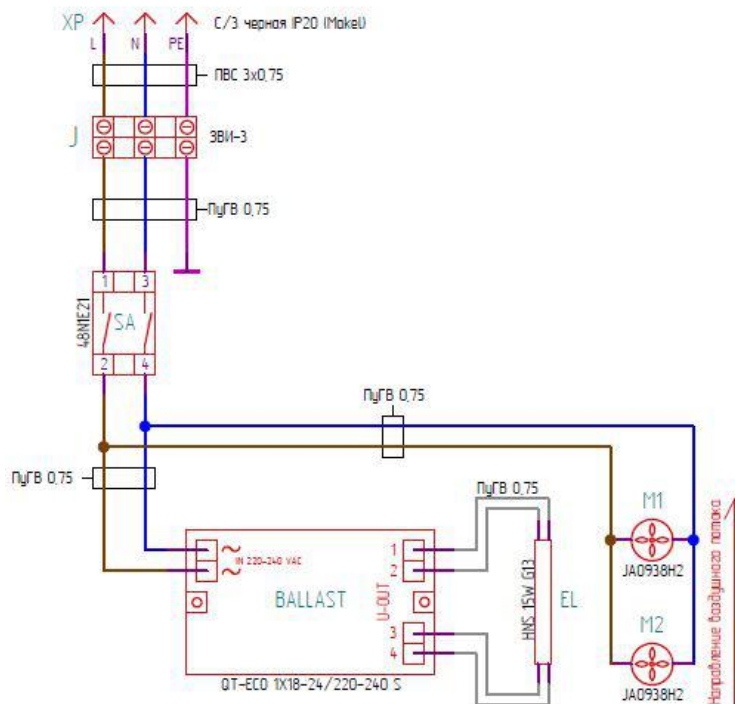 XP
С/З черная IP20 (Makel)
L N PE
ПВС 3х0,75
J
ЗВИ-3
ПуГВ 0,75
1 3
48N1E21
SA
2 4
ПуГВ 0,75
ПуГВ 0,75
ПуГВ 0,75
M1
JA0938H2
M2
JA0938H2
Направление воздушного потока
IN 220-240 VAC
BALLAST
U-OUT
1
2
3
4
HNS 15W G13
EL
QT-ECO 1X18-24/220-240 S